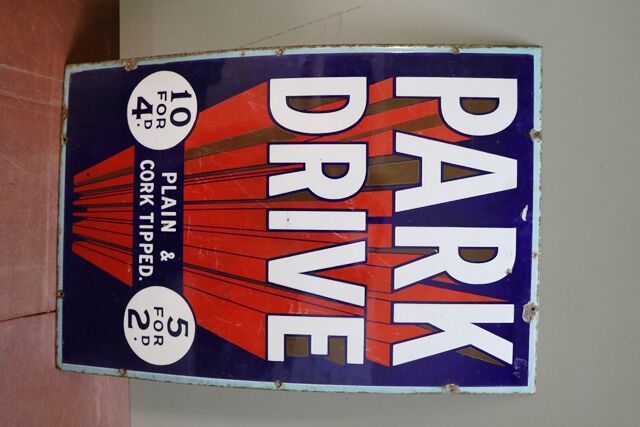 PARK
DRIVE
PLAIN &
CORK TIPPED.
10
FOR
4D.
5
FOR
2D.